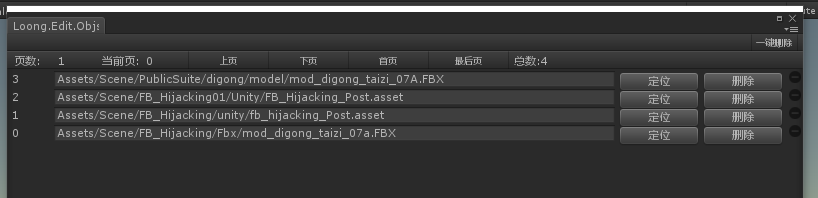 Loong.Edit.Objs
一键删除
页数: 1 当前页: 0 上页 下页 首页 最后页 总数:4
3 Assets/Scene/PublicSuite/digong/model/mod_digong_taizi_07A.FBX 定位 删除
2 Assets/Scene/FB_Hijacking01/Unity/FB_Hijacking_Post.asset 定位 删除
1 Assets/Scene/FB_Hijacking/unity/fb_hijacking_Post.asset 定位 删除
0 Assets/Scene/FB_Hijacking/Fbx/mod_digong_taizi_07a.FBX 定位 删除